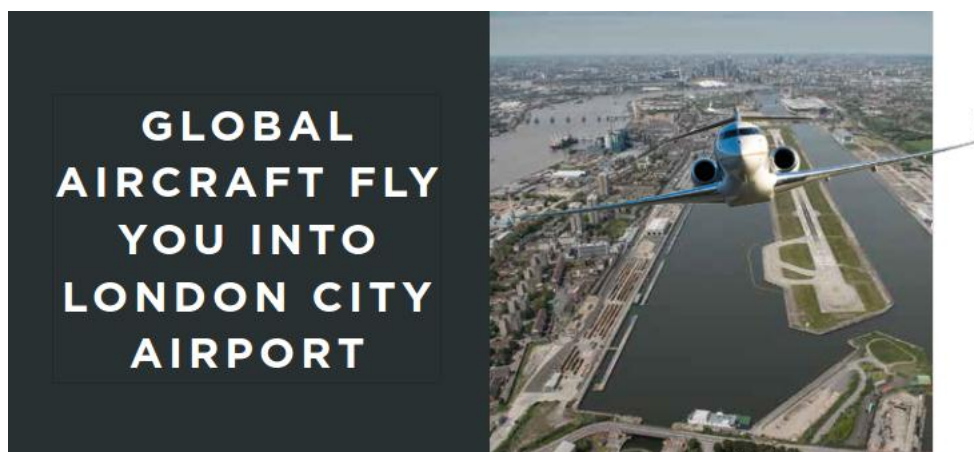 GLOBAL
AIRCRAFT FLY
YOU INTO
LONDON CITY
AIRPORT